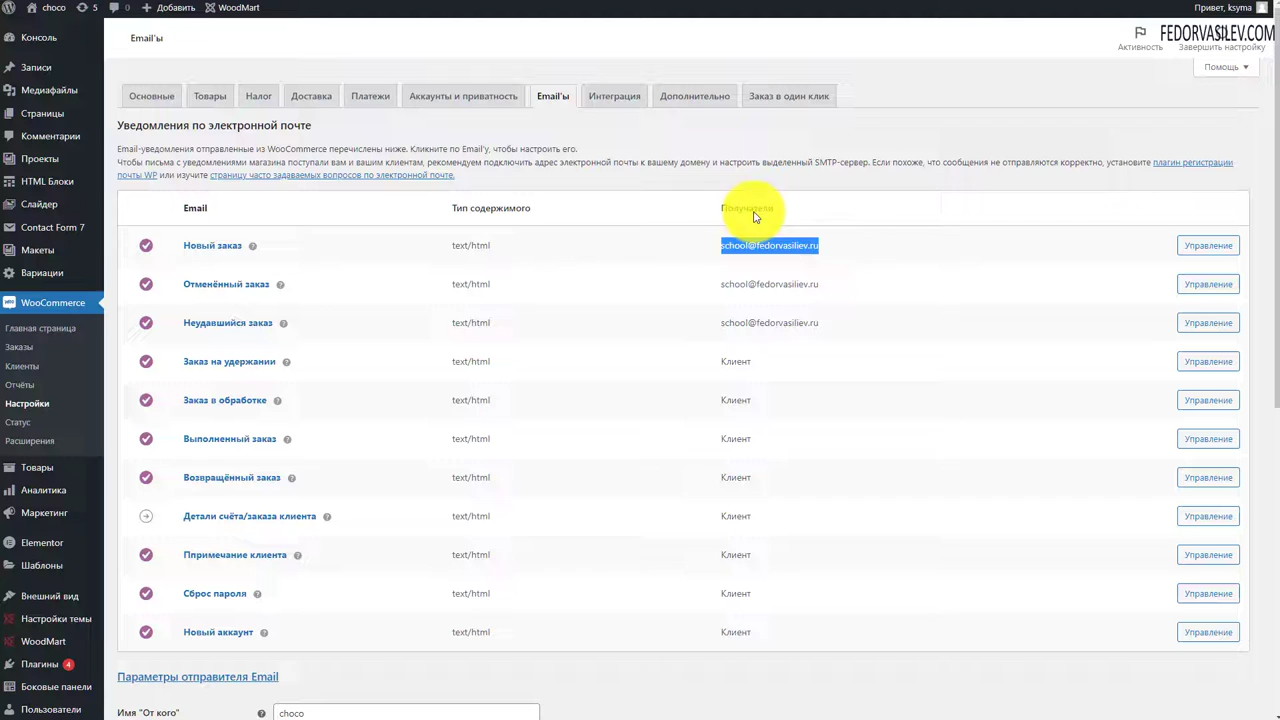 choco 5 0 Добавить WoodMart Привет, ksyma
FEDORVASILEV.COM
Email'ы
Активность Завершить настройку
Помощь
Консоль
Записи
Медиафайлы
Страницы
Комментарии
Проекты
HTML Блоки
Слайдер
Contact Form 7
Макеты
Вариации
WooCommerce
Главная страница
Заказы
Клиенты
Отчёты
Настройки
Статус
Расширения
Товары
Аналитика
Маркетинг
Elementor
Шаблоны
Внешний вид
Настройки темы
WoodMart
Плагины 4
Боковые панели
Пользователи
Основные Товары Налог Доставка Платежи Аккаунты и приватность Email'ы Интеграция Дополнительно Заказ в один клик
Уведомления по электронной почте
Email-уведомления отправленные из WooCommerce перечислены ниже. Кликните по Email'у, чтобы настроить его.
Чтобы письма с уведомлениями магазина поступали вам и вашим клиентам, рекомендуем подключить адрес электронной почты к вашему домену и настроить выделенный SMTP-сервер. Если похоже, что сообщения не отправляются корректно, установите плагин регистрации
почты WP или изучите страницу часто задаваемых вопросов по электронной почте.
Email Тип содержимого Получатели
Новый заказ text/html school@fedorvasiliev.ru Управление
Отменённый заказ text/html school@fedorvasiliev.ru Управление
Неудавшийся заказ text/html school@fedorvasiliev.ru Управление
Заказ на удержании text/html Клиент Управление
Заказ в обработке text/html Клиент Управление
Выполненный заказ text/html Клиент Управление
Возвращённый заказ text/html Клиент Управление
Детали счёта/заказа клиента text/html Клиент Управление
Ппримечание клиента text/html Клиент Управление
Сброс пароля text/html Клиент Управление
Новый аккаунт text/html Клиент Управление
Параметры отправителя Email
Имя "От кого" choco